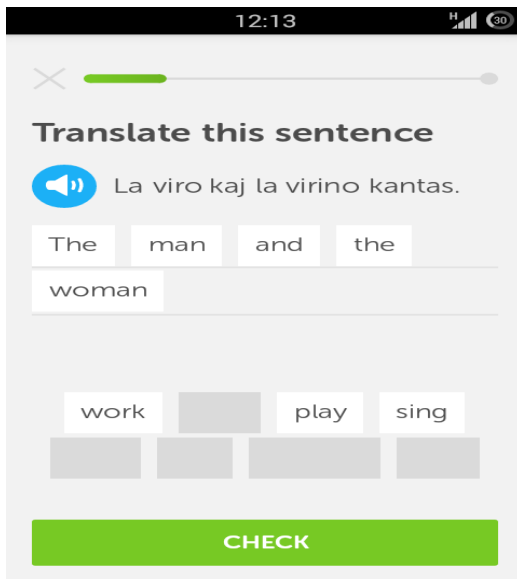 12:13 H 30
Translate this sentence
La viro kaj la virino kantas.
The man and the
woman
work play sing
CHECK